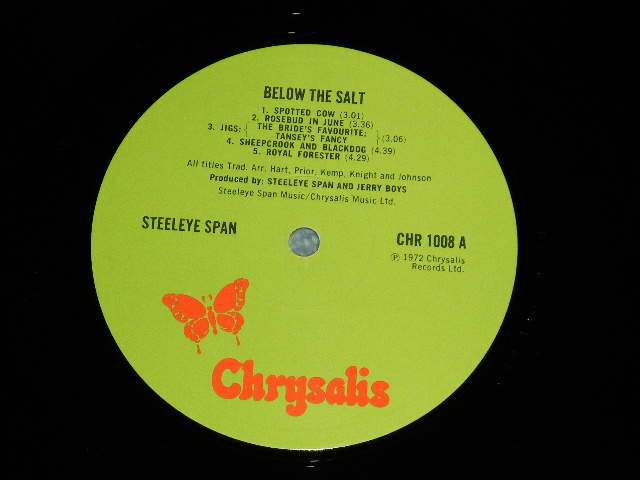 BELOW THE SALT
1. SPOTTED COW (3.01)
2. ROSEBUD IN JUNE (3.36)
3. JIGS: { THE BRIDE'S FAVOURITE; } (3.06)
TANSEY'S FANCY
4. SHEEPCROOK AND BLACKDOG (4.39)
5. ROYAL FORESTER (4.29)
All titles Trad. Arr. Hart, Prior, Kemp, Knight and Johnson
Produced by: STEELEYE SPAN AND JERRY BOYS
Steeleye Span Music/Chrysalis Music Ltd.
STEELEYE SPAN
CHR 1008 A
℗ 1972 Chrysalis
Records Ltd.
Chrysalis